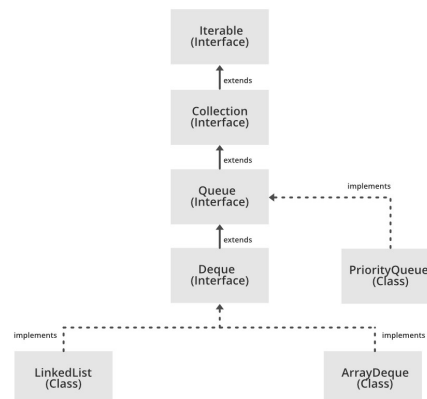 Iterable
(Interface)
extends
Collection
(Interface)
extends
Queue
(Interface)
implements
extends
Deque
(Interface)
PriorityQueue
(Class)
implements
implements
LinkedList
(Class)
ArrayDeque
(Class)